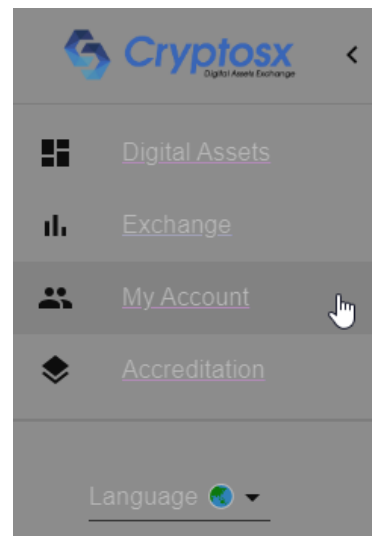 Cryptosx
Digital Assets Exchange
Digital Assets
Exchange
My Account
Accreditation
Language